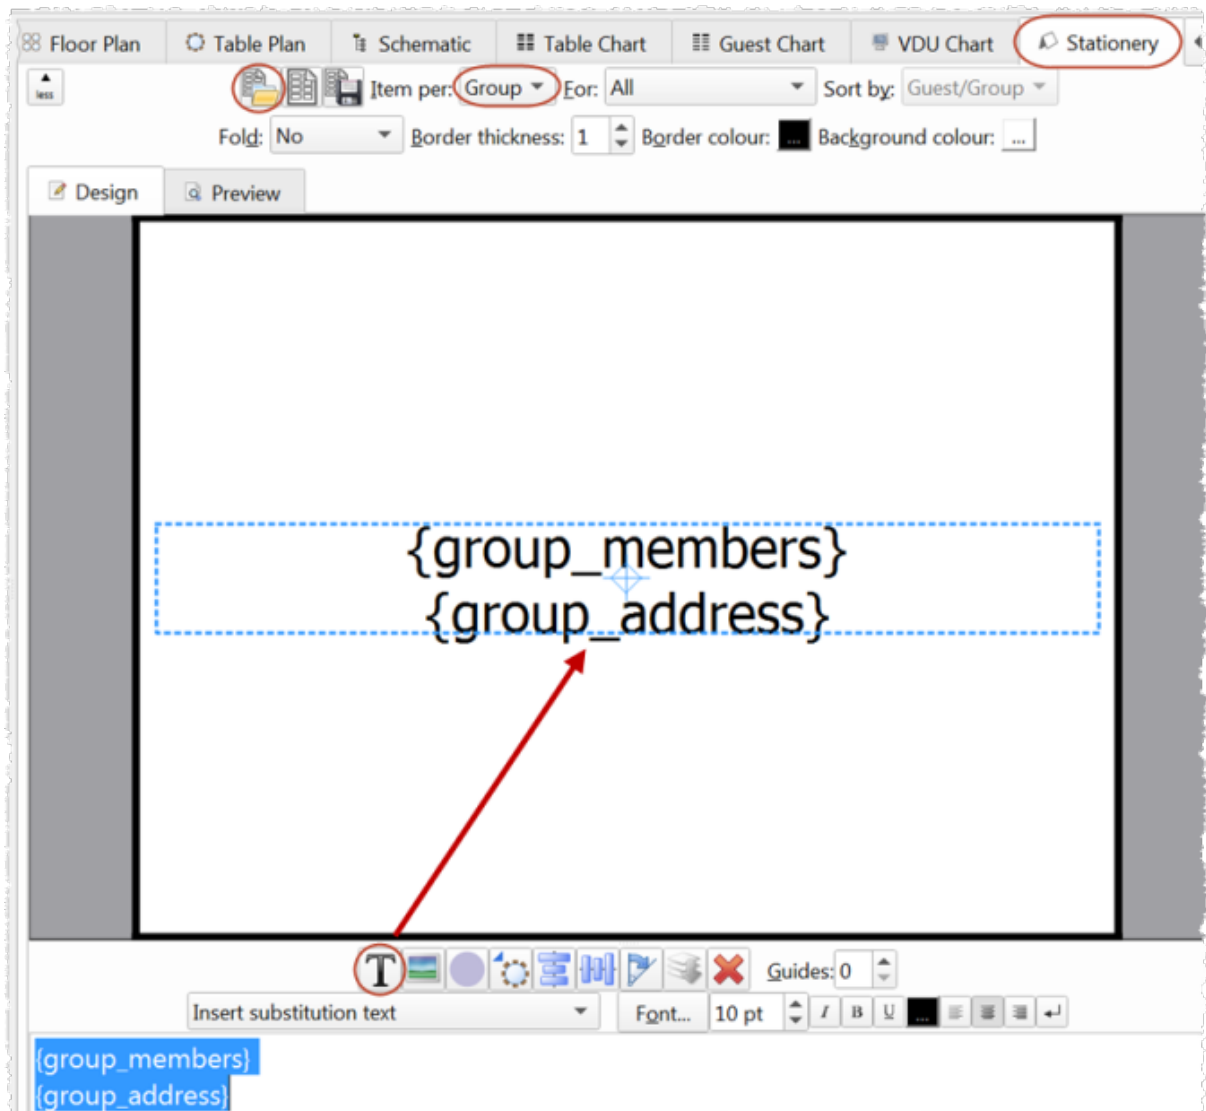 Floor Plan Table Plan Schematic Table Chart Guest Chart VDU Chart Stationery
less Item per: Group For: All Sort by: Guest/Group
Fold: No Border thickness: 1 Border colour: ... Background colour: ...
Design Preview
{group_members}
{group_address}
T Guides: 0
Insert substitution text Font... 10 pt I B U ...
{group_members}
{group_address}